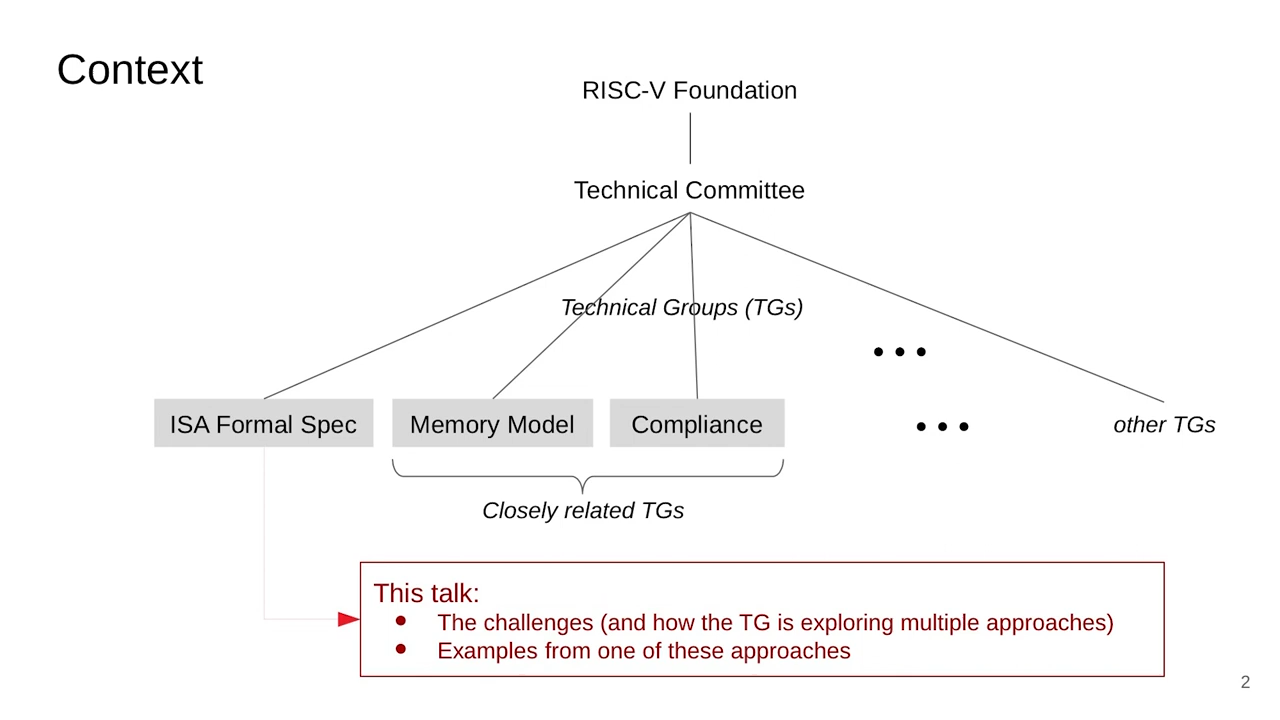 Context
RISC-V Foundation
Technical Committee
Technical Groups (TGs)
• • •
ISA Formal Spec
Memory Model
Compliance
• • •
other TGs
Closely related TGs
This talk:
● The challenges (and how the TG is exploring multiple approaches)
● Examples from one of these approaches
2